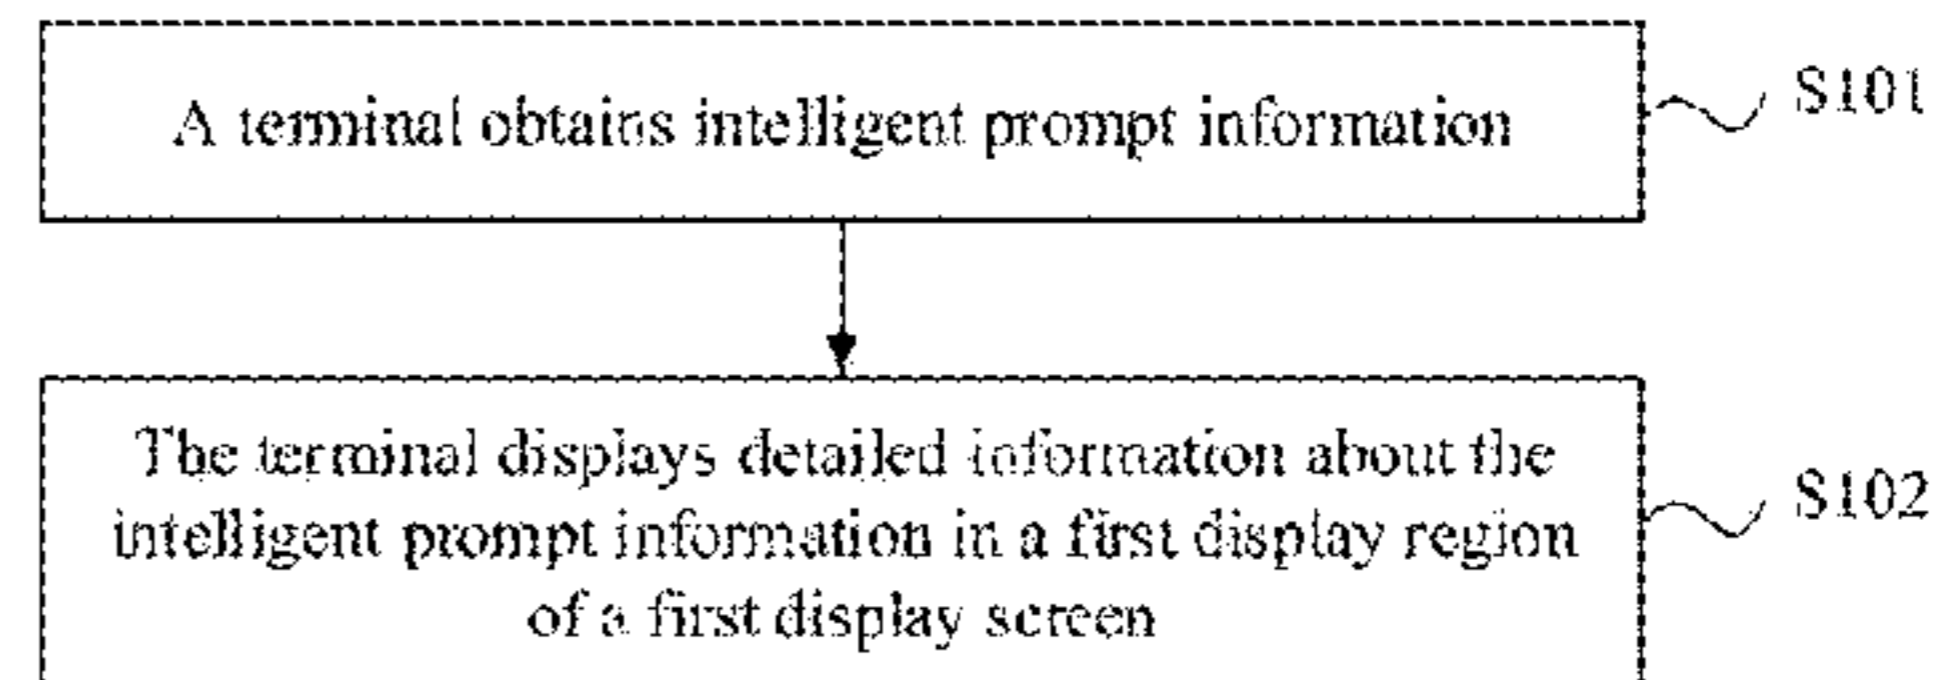 A terminal obtains intelligent prompt information
S101
The terminal displays detailed information about the
intelligent prompt information in a first display region
of a first display screen
S102